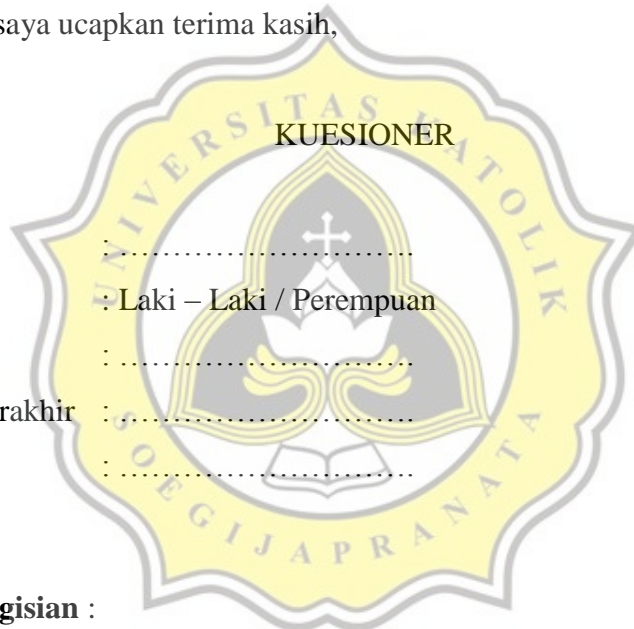 saya ucapkan terima kasih,
KUESIONER
: ……………………….
: Laki – Laki / Perempuan
: ……………………….
rakhir : ……………………….
: ……………………….
gisian :
UNIVERSITAS KATOLIK
SOEGIJAPRANATA